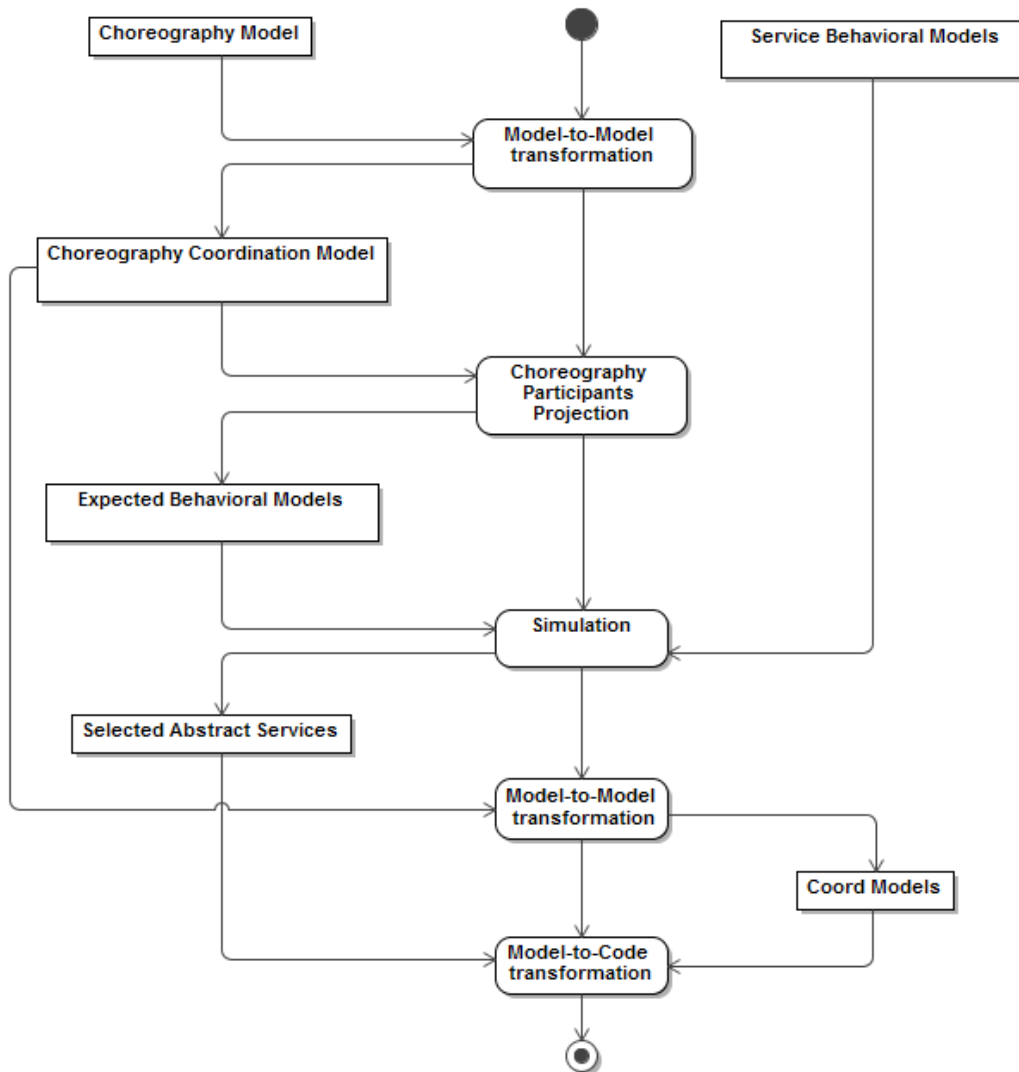 Choreography Model
Service Behavioral Models
Model-to-Model
transformation
Choreography Coordination Model
Choreography
Participants
Projection
Expected Behavioral Models
Simulation
Selected Abstract Services
Model-to-Model
transformation
Coord Models
Model-to-Code
transformation